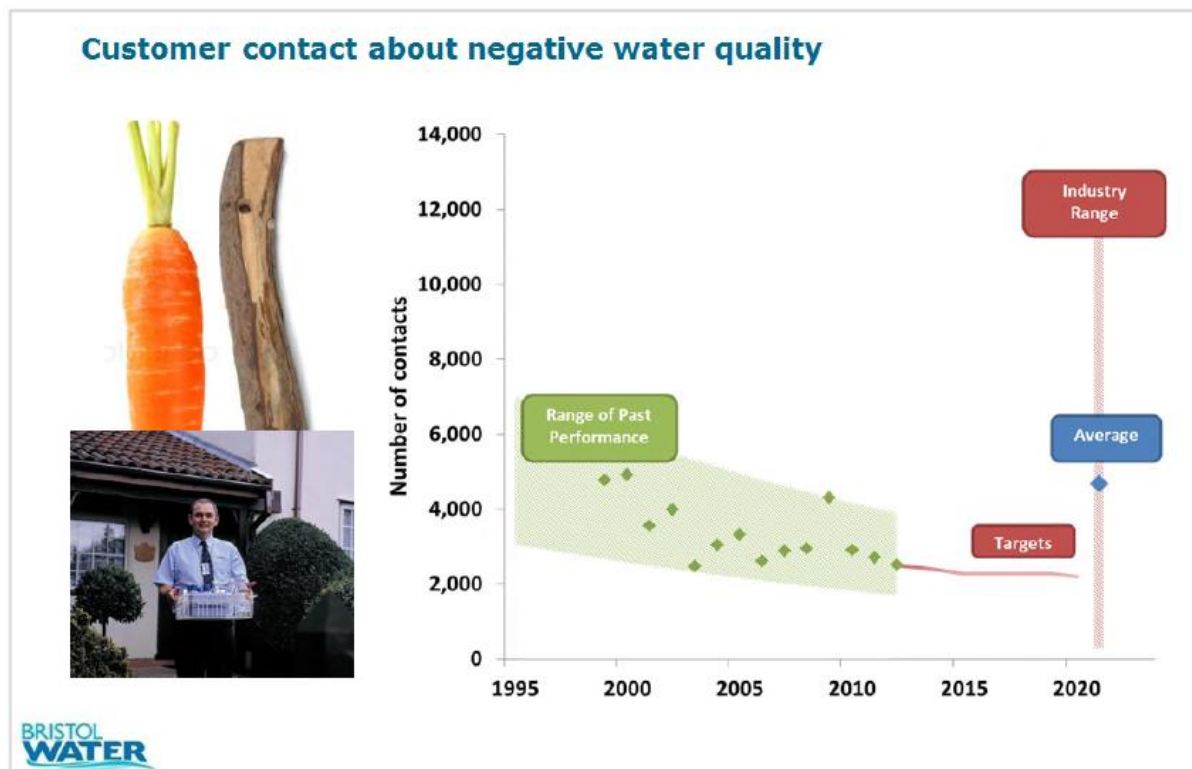 Customer contact about negative water quality
14,000
12,000
10,000
8,000
6,000
4,000
2,000
0
Number of contacts
1995
2000
2005
2010
2015
2020
Range of Past
Performance
Targets
Industry
Range
Average
BRISTOL
WATER